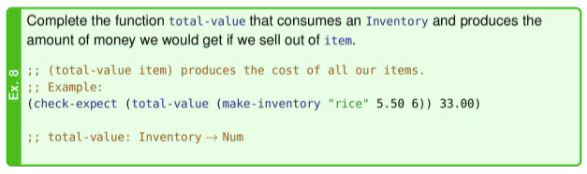 Complete the function total-value that consumes an Inventory and produces the
amount of money we would get if we sell out of item.
Ex. 8
;; (total-value item) produces the cost of all our items.
;; Example:
(check-expect (total-value (make-inventory "rice" 5.50 6)) 33.00)
;; total-value: Inventory → Num